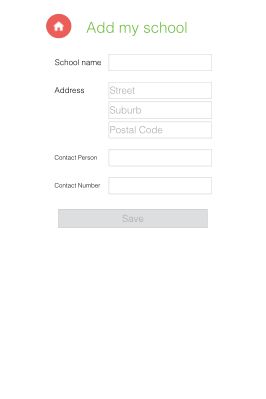 Add my school
School name
Address
Street
Suburb
Postal Code
Contact Person
Contact Number
Save